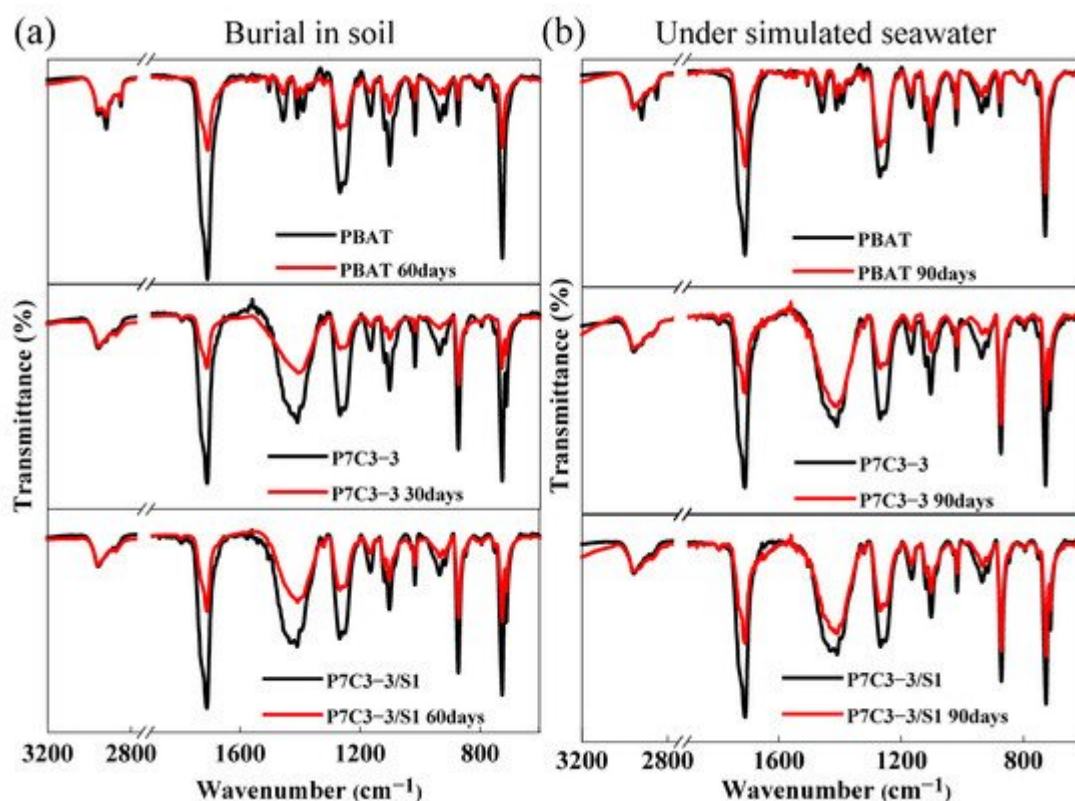 (a) Burial in soil
PBAT
PBAT 60days
P7C3−3
P7C3−3 30days
P7C3−3/S1
P7C3−3/S1 60days
Transmittance (%)
3200 2800 1600 1200 800
Wavenumber (cm−1)
(b) Under simulated seawater
PBAT
PBAT 90days
P7C3−3
P7C3−3 90days
P7C3−3/S1
P7C3−3/S1 90days
Transmittance (%)
3200 2800 1600 1200 800
Wavenumber (cm−1)